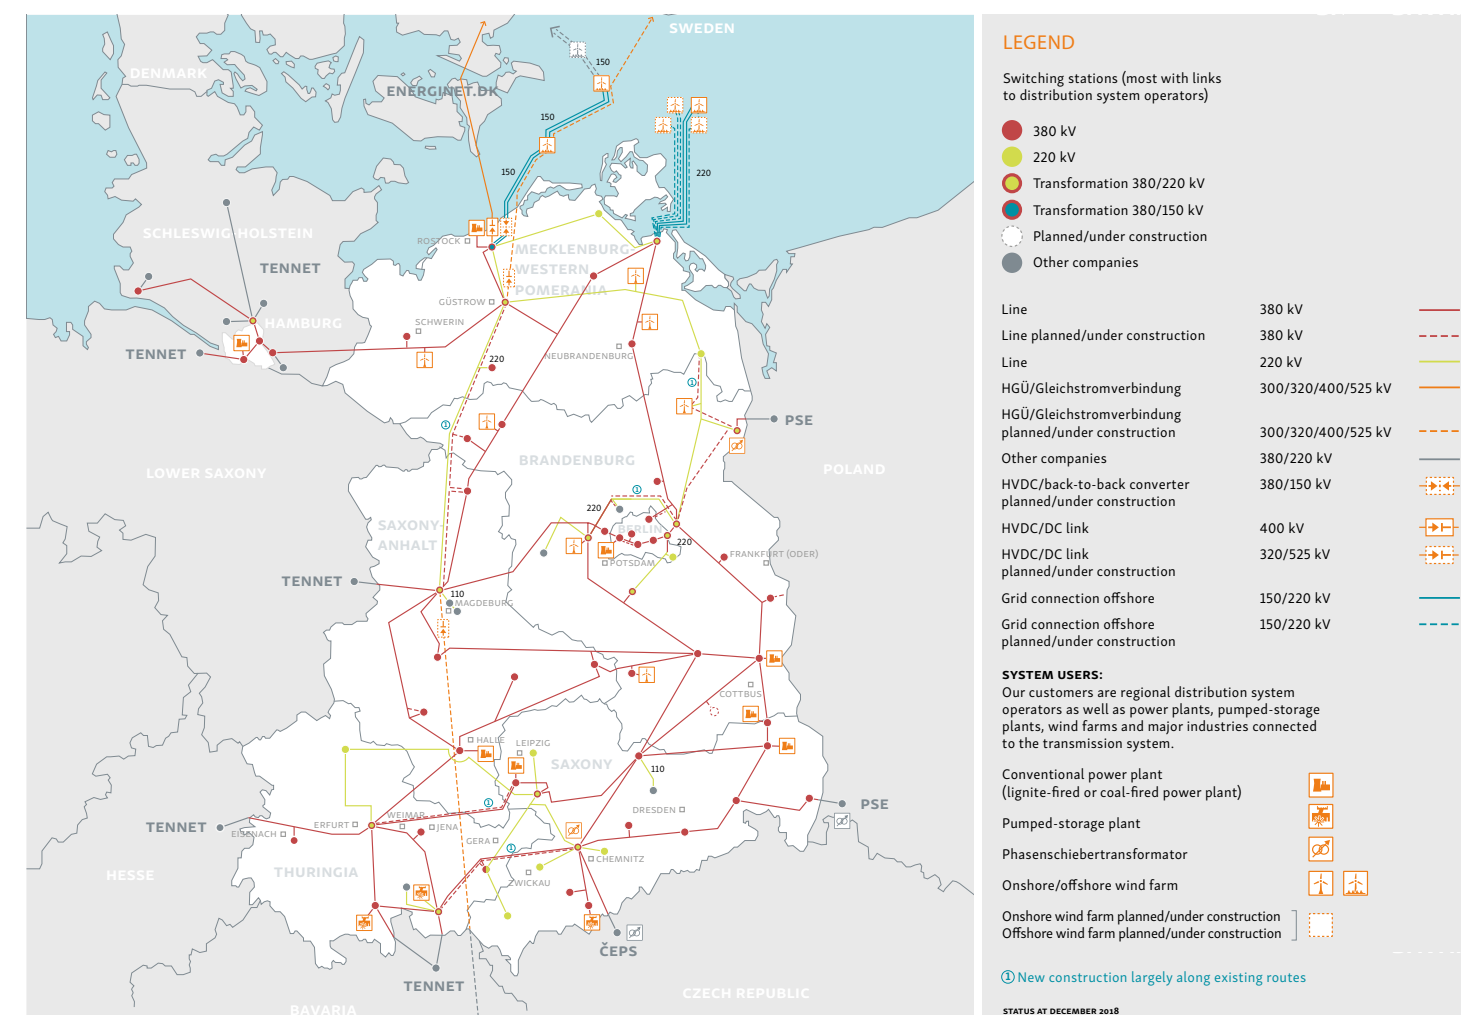 SWEDEN
DENMARK
ENERGINET.DK
150
150
150
220
SCHLESWIG-HOLSTEIN
TENNET
ROSTOCK
MECKLENBURG-
WESTERN
POMERANIA
GÜSTROW
SCHWERIN
HAMBURG
TENNET
NEUBRANDENBURG
220
1
1
PSE
BRANDENBURG
POLAND
LOWER SAXONY
1
220
SAXONY-
ANHALT
BERLIN
220
FRANKFURT (ODER)
POTSDAM
TENNET
110
MAGDEBURG
COTTBUS
HALLE
LEIPZIG
SAXONY
110
1
DRESDEN
PSE
TENNET
EISENACH
ERFURT
WEIMAR
JENA
GERA
1
CHEMNITZ
ZWICKAU
THURINGIA
HESSE
ČEPS
TENNET
CZECH REPUBLIC
BAVARIA
LEGEND
Switching stations (most with links
to distribution system operators)
380 kV
220 kV
Transformation 380/220 kV
Transformation 380/150 kV
Planned/under construction
Other companies
Line 380 kV
Line planned/under construction 380 kV
Line 220 kV
HGÜ/Gleichstromverbindung 300/320/400/525 kV
HGÜ/Gleichstromverbindung
planned/under construction 300/320/400/525 kV
Other companies 380/220 kV
HVDC/back-to-back converter 380/150 kV
planned/under construction
HVDC/DC link 400 kV
HVDC/DC link 320/525 kV
planned/under construction
Grid connection offshore 150/220 kV
Grid connection offshore 150/220 kV
planned/under construction
SYSTEM USERS:
Our customers are regional distribution system
operators as well as power plants, pumped-storage
plants, wind farms and major industries connected
to the transmission system.
Conventional power plant
(lignite-fired or coal-fired power plant)
Pumped-storage plant
Phasenschiebertransformator
Onshore/offshore wind farm
Onshore wind farm planned/under construction
Offshore wind farm planned/under construction
1 New construction largely along existing routes
STATUS AT DECEMBER 2018